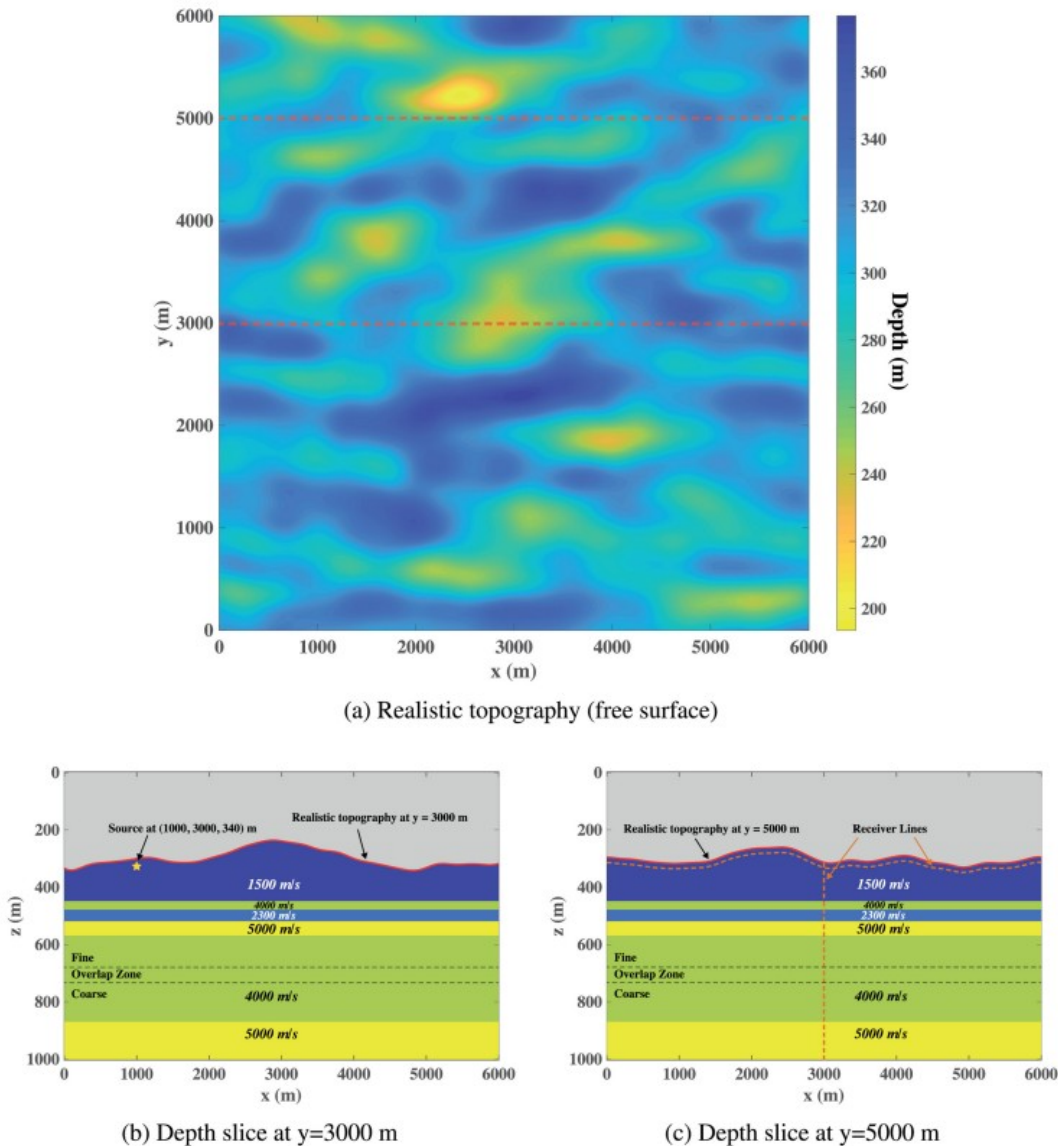 6000
5000
4000
3000
2000
1000
0
y (m)
0 1000 2000 3000 4000 5000 6000
x (m)
360
340
320
300
280
260
240
220
200
Depth (m)
(a) Realistic topography (free surface)
0
200
400
600
800
1000
z (m)
Source at (1000, 3000, 340) m
Realistic topography at y = 3000 m
1500 m/s
4000 m/s
2300 m/s
5000 m/s
Fine
Overlap Zone
Coarse
4000 m/s
5000 m/s
0 1000 2000 3000 4000 5000 6000
x (m)
(b) Depth slice at y=3000 m
0
200
400
600
800
1000
z (m)
Realistic topography at y = 5000 m
Receiver Lines
1500 m/s
4000 m/s
2300 m/s
5000 m/s
Fine
Overlap Zone
Coarse
4000 m/s
5000 m/s
0 1000 2000 3000 4000 5000 6000
x (m)
(c) Depth slice at y=5000 m